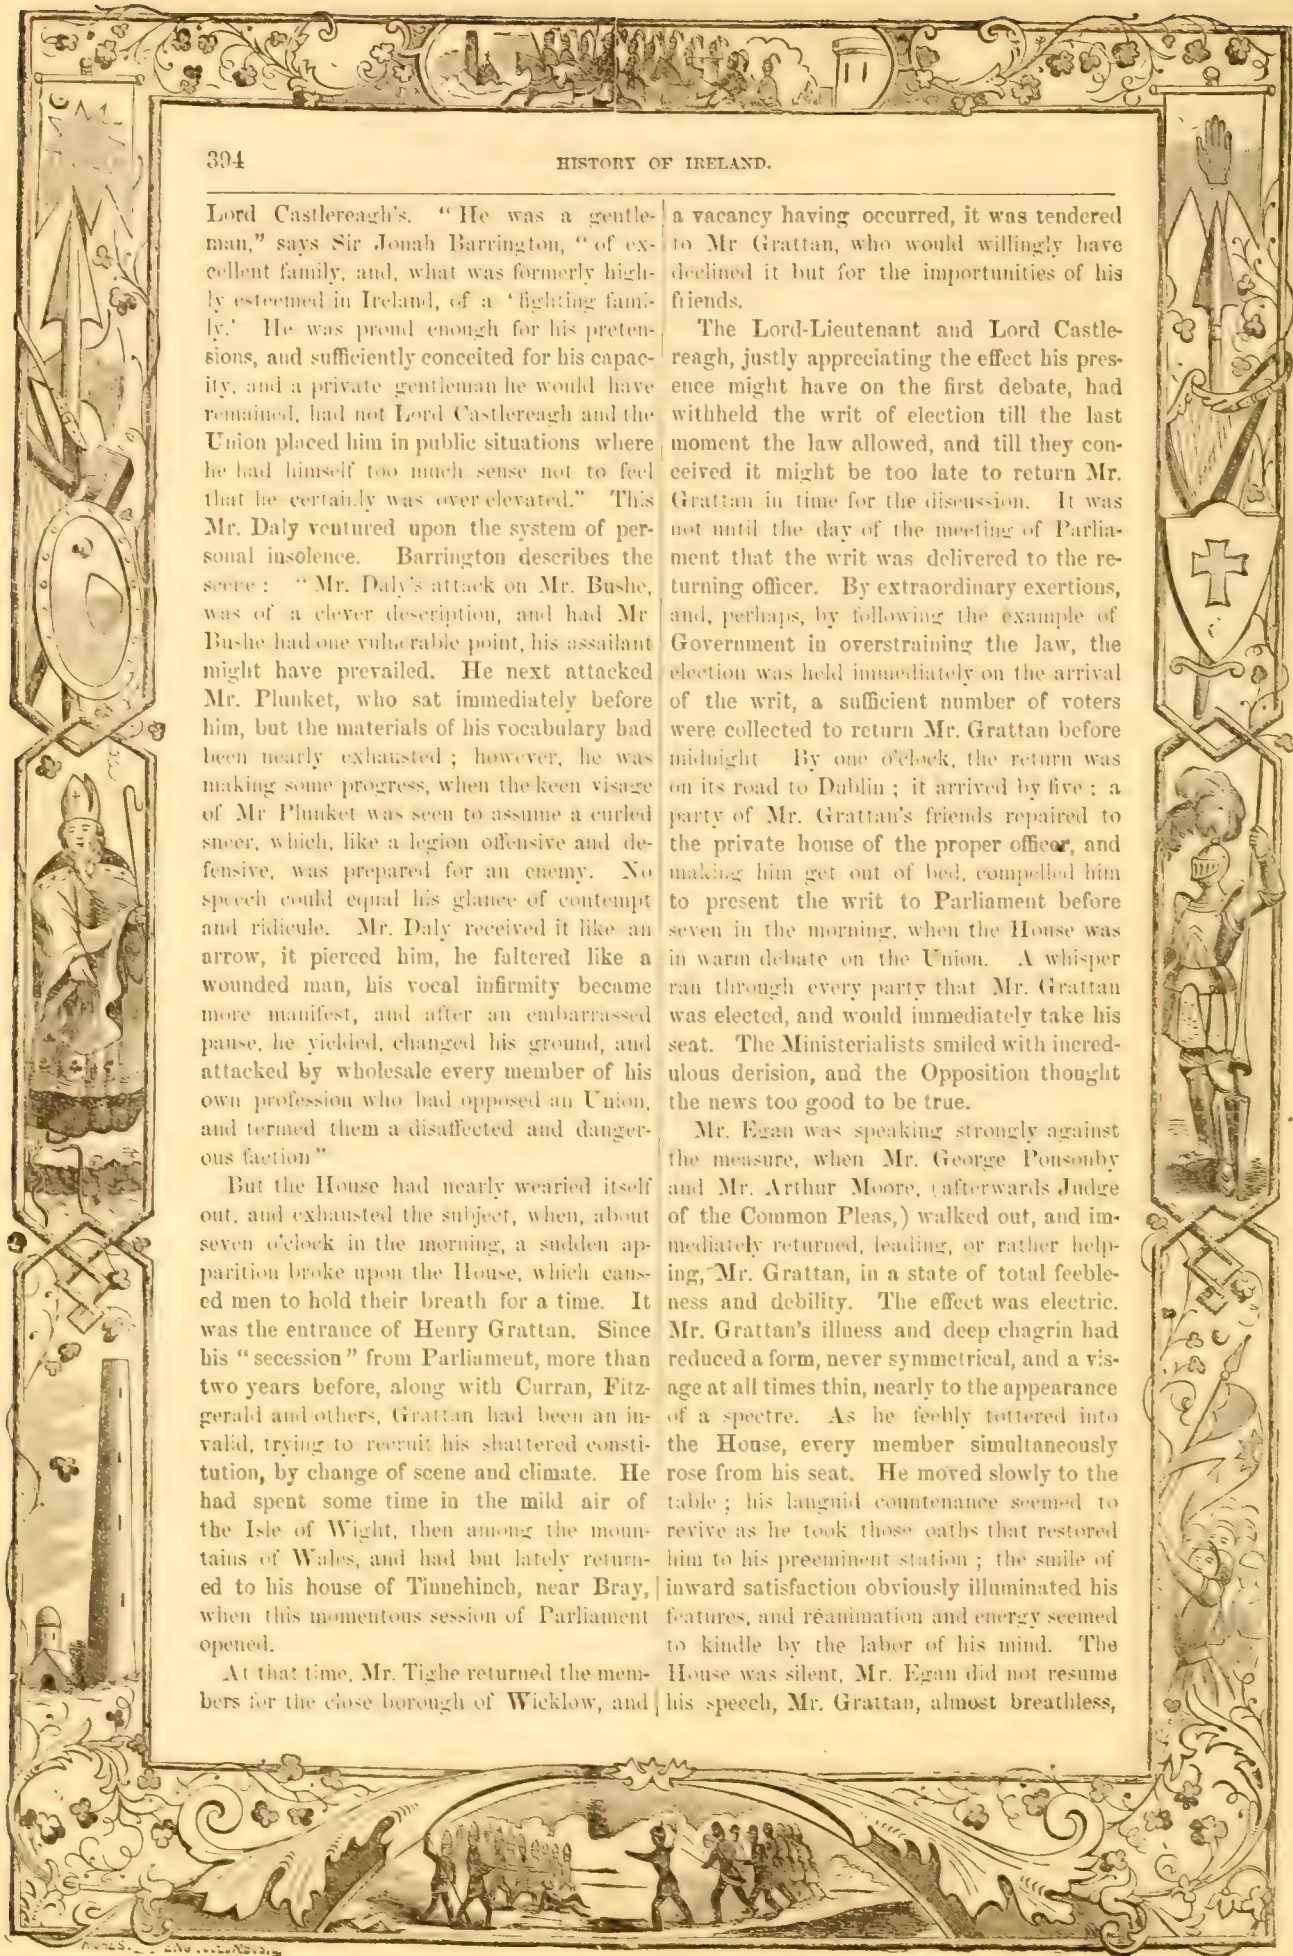 394
HISTORY OF IRELAND.
Lord Castlereagh's. "He was a gentle-
man," says Sir Jonah Barrington, "of ex-
cellent family, and, what was formerly high-
ly esteemed in Ireland, of a 'fighting fami-
ly.' He was proud enough for his preten-
sions, and sufficiently conceited for his capac-
ity, and a private gentleman he would have
remained, had not Lord Castlereagh and the
Union placed him in public situations where
he had himself too much sense not to feel
that he certainly was over elevated." This
Mr. Daly ventured upon the system of per-
sonal insolence. Barrington describes the
scene: "Mr. Daly's attack on Mr. Bushe,
was of a clever description, and had Mr
Bushe had one vulnerable point, his assailant
might have prevailed. He next attacked
Mr. Plunket, who sat immediately before
him, but the materials of his vocabulary had
been nearly exhausted; however, he was
making some progress, when the keen visage
of Mr Plunket was seen to assume a curled
sneer, which, like a legion offensive and de-
fensive, was prepared for an enemy. No
speech could equal his glance of contempt
and ridicule. Mr. Daly received it like an
arrow, it pierced him, he faltered like a
wounded man, his vocal infirmity became
more manifest, and after an embarrassed
pause, he yielded, changed his ground, and
attacked by wholesale every member of his
own profession who had opposed an Union,
and termed them a disaffected and danger-
ous faction"
But the House had nearly wearied itself
out, and exhausted the subject, when, about
seven o'clock in the morning, a sudden ap-
parition broke upon the House, which caus-
ed men to hold their breath for a time. It
was the entrance of Henry Grattan. Since
his "secession" from Parliament, more than
two years before, along with Curran, Fitz-
gerald and others, Grattan had been an in-
valid, trying to recruit his shattered consti-
tution, by change of scene and climate. He
had spent some time in the mild air of
the Isle of Wight, then among the moun-
tains of Wales, and had but lately return-
ed to his house of Tinnehinch, near Bray,
when this momentous session of Parliament
opened.
At that time, Mr. Tighe returned the mem-
bers for the close borough of Wicklow, and
a vacancy having occurred, it was tendered
to Mr Grattan, who would willingly have
declined it but for the importunities of his
friends.
The Lord-Lieutenant and Lord Castle-
reagh, justly appreciating the effect his pres-
ence might have on the first debate, had
withheld the writ of election till the last
moment the law allowed, and till they con-
ceived it might be too late to return Mr.
Grattan in time for the discussion. It was
not until the day of the meeting of Parlia-
ment that the writ was delivered to the re-
turning officer. By extraordinary exertions,
and, perhaps, by following the example of
Government in overstraining the law, the
election was held immediately on the arrival
of the writ, a sufficient number of voters
were collected to return Mr. Grattan before
midnight By one o'clock, the return was
on its road to Dublin; it arrived by five; a
party of Mr. Grattan's friends repaired to
the private house of the proper officer, and
making him get out of bed, compelled him
to present the writ to Parliament before
seven in the morning, when the House was
in warm debate on the Union. A whisper
ran through every party that Mr. Grattan
was elected, and would immediately take his
seat. The Ministerialists smiled with incred-
ulous derision, and the Opposition thought
the news too good to be true.
Mr. Egan was speaking strongly against
the measure, when Mr. George Ponsonby
and Mr. Arthur Moore, (afterwards Judge
of the Common Pleas,) walked out, and im-
mediately returned, leading, or rather help-
ing, Mr. Grattan, in a state of total feeble-
ness and debility. The effect was electric.
Mr. Grattan's illness and deep chagrin had
reduced a form, never symmetrical, and a vis-
age at all times thin, nearly to the appearance
of a spectre. As he feebly tottered into
the House, every member simultaneously
rose from his seat. He moved slowly to the
table; his languid countenance seemed to
revive as he took those oaths that restored
him to his preeminent station; the smile of
inward satisfaction obviously illuminated his
features, and reanimation and energy seemed
to kindle by the labor of his mind. The
House was silent, Mr. Egan did not resume
his speech, Mr. Grattan, almost breathless,